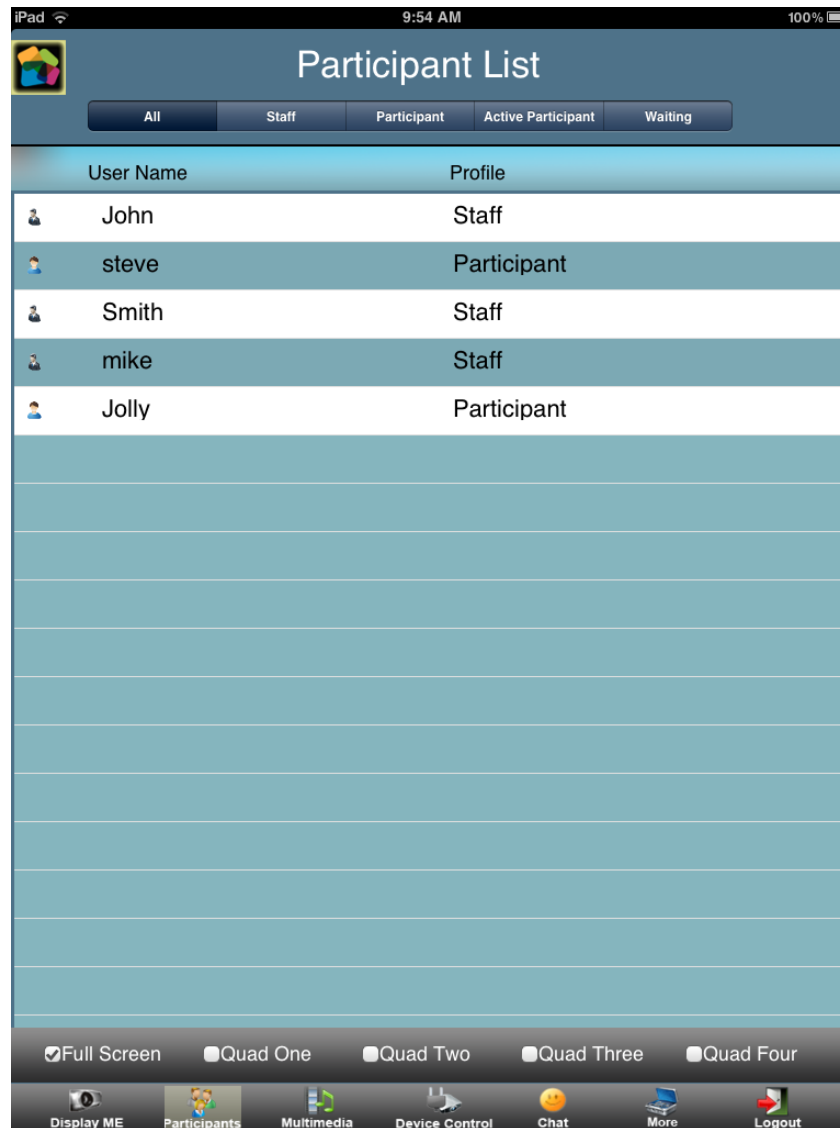 iPad 9:54 AM 100%
Participant List
All Staff Participant Active Participant Waiting
User Name Profile
John Staff
steve Participant
Smith Staff
mike Staff
Jolly Participant
Full Screen Quad One Quad Two Quad Three Quad Four
Display ME Participants Multimedia Device Control Chat More Logout